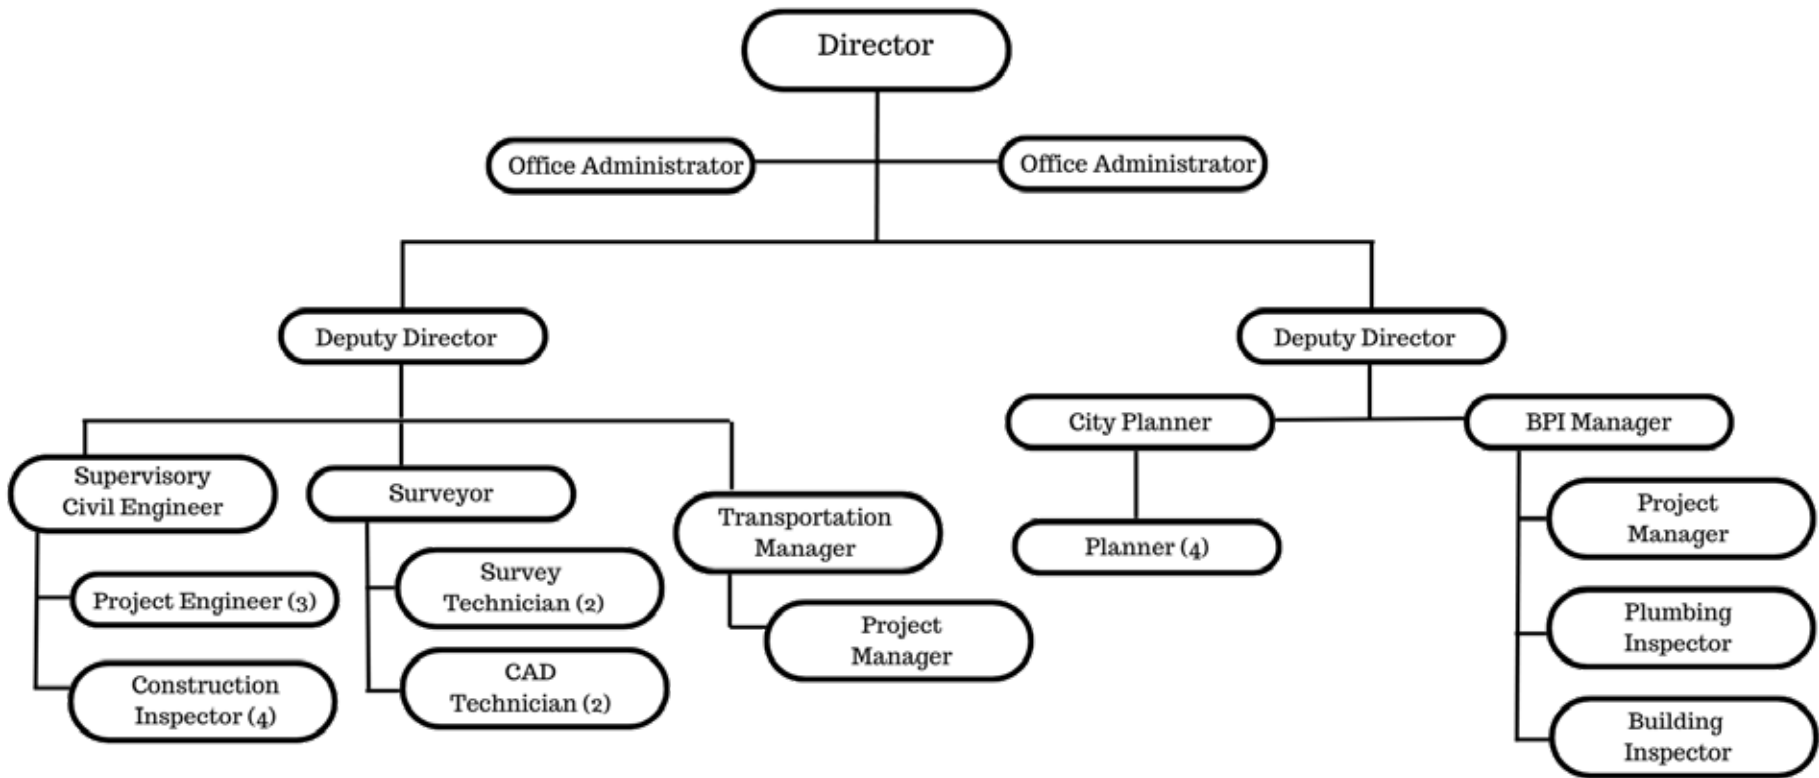 Director
Office Administrator
Office Administrator
Deputy Director
Deputy Director
City Planner
BPI Manager
Supervisory
Civil Engineer
Surveyor
Transportation
Manager
Project Engineer (3)
Construction
Inspector (4)
Survey
Technician (2)
CAD
Technician (2)
Project
Manager
Planner (4)
Project
Manager
Plumbing
Inspector
Building
Inspector